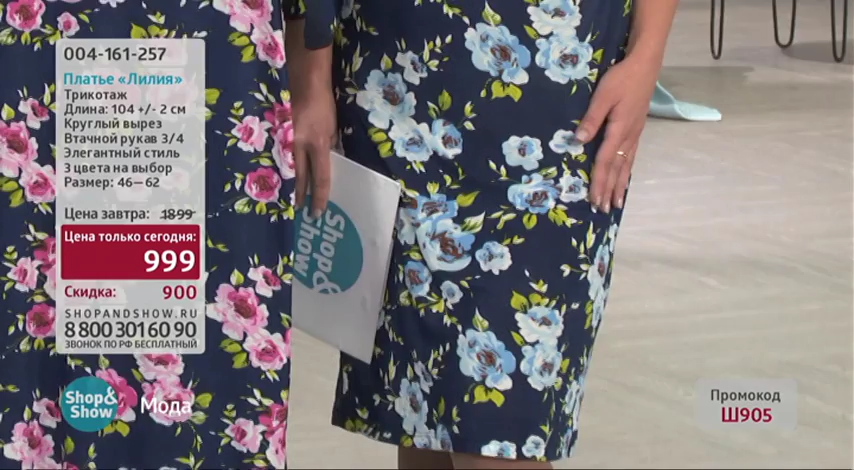 004-161-257
Платье «Лилия»
Трикотаж
Длина: 104 +/- 2 см
Круглый вырез
Втачной рукав 3/4
Элегантный стиль
3 цвета на выбор
Размер: 46—62
Цена завтра: 1899
Цена только сегодня:
999
Скидка: 900
SHOPANDSHOW.RU
8 800 301 60 90
ЗВОНОК ПО РФ БЕСПЛАТНЫЙ
Shop&
Show
Мода
Shop&
Show
Промокод
Ш905